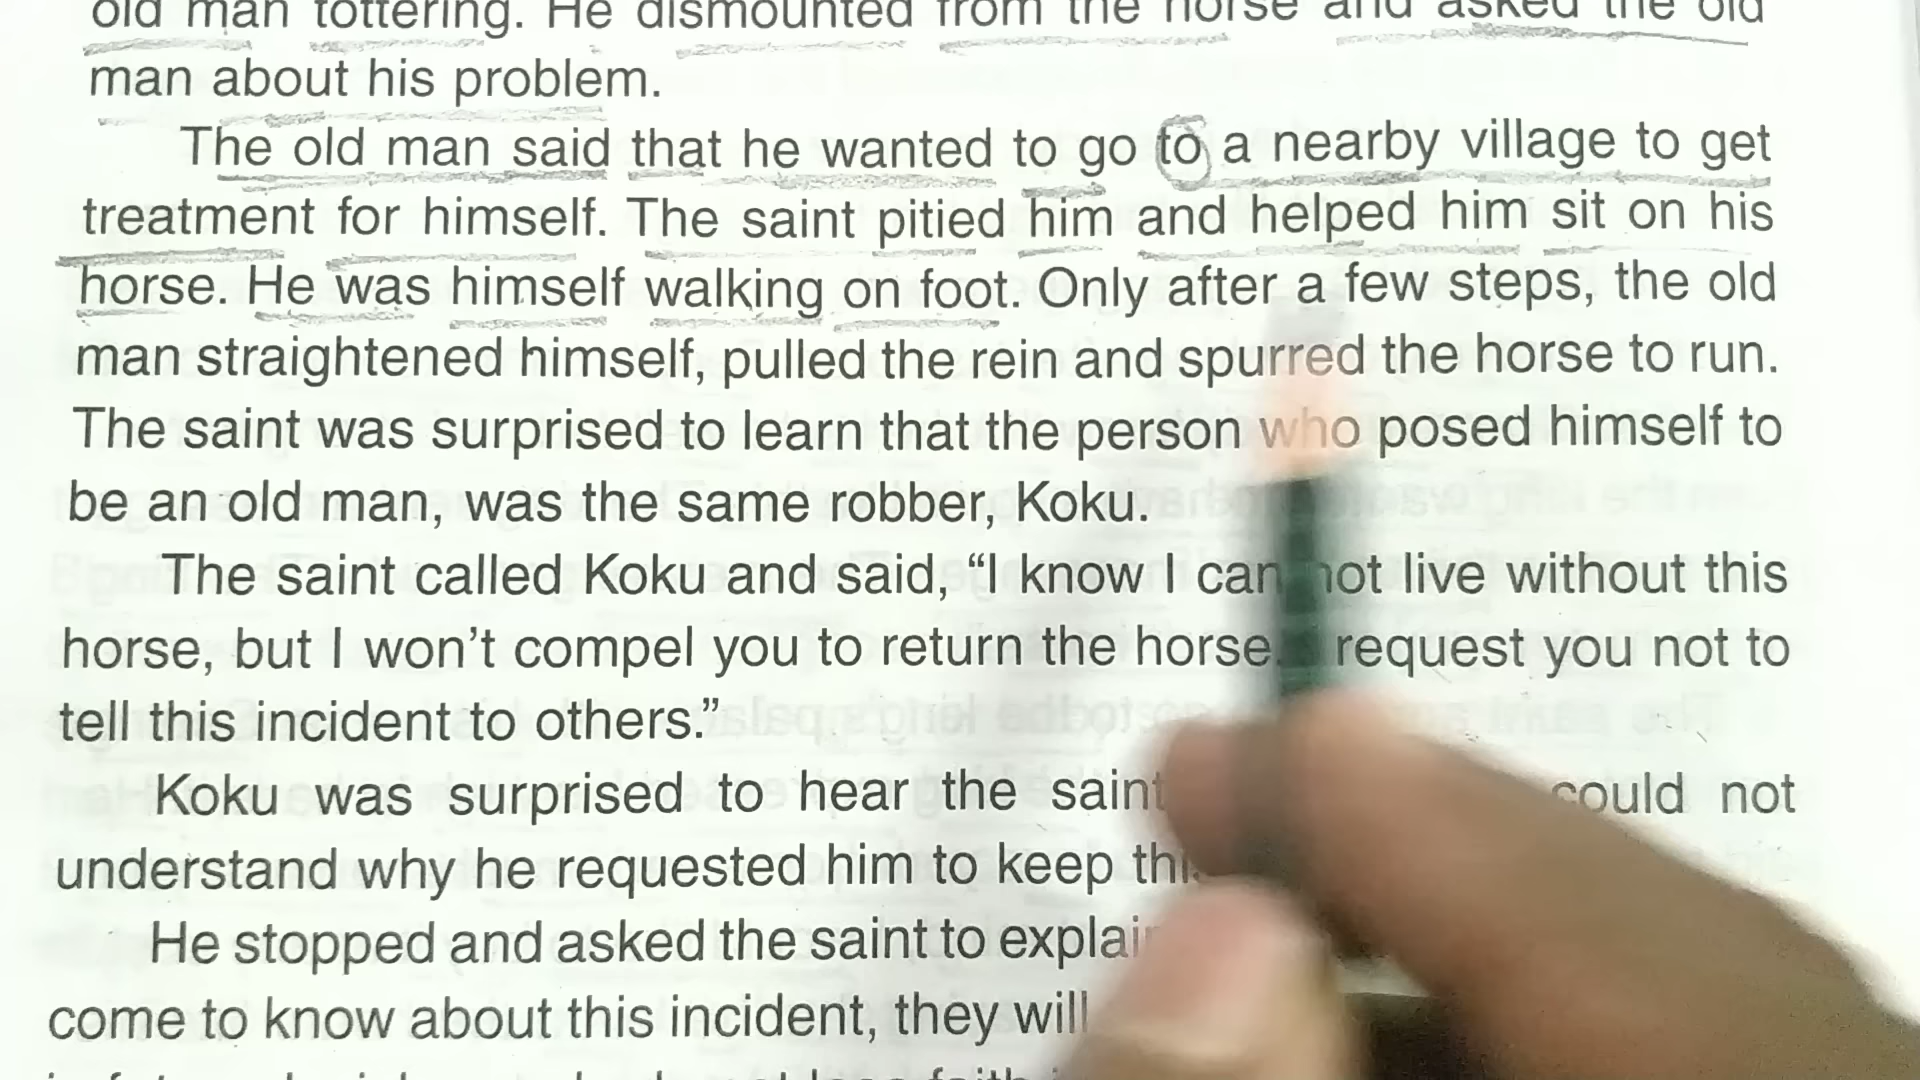 old man tottering. He dismounted from the horse and asked the old
man about his problem.
The old man said that he wanted to go to a nearby village to get
treatment for himself. The saint pitied him and helped him sit on his
horse. He was himself walking on foot. Only after a few steps, the old
man straightened himself, pulled the rein and spurred the horse to run.
The saint was surprised to learn that the person who posed himself to
be an old man, was the same robber, Koku.
The saint called Koku and said, “I know I can not live without this
horse, but I won’t compel you to return the horse. request you not to
tell this incident to others.”
Koku was surprised to hear the saint could not
understand why he requested him to keep
He stopped and asked the saint to
come to know about this incident, they will